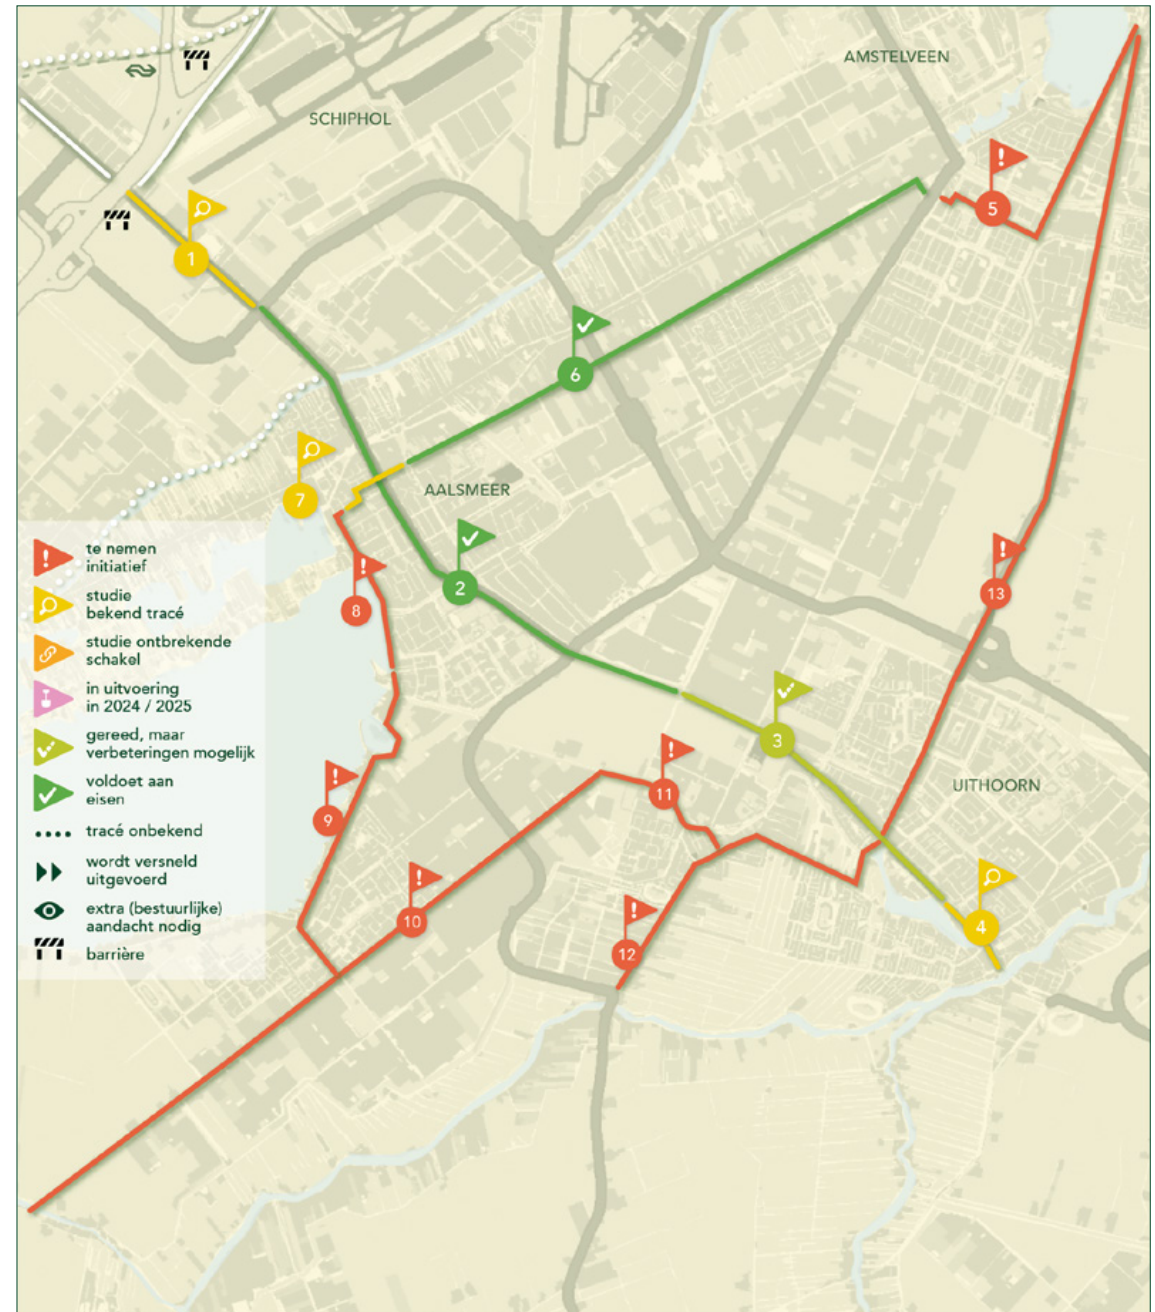 AMSTELVEEN
SCHIPHOL
5
1
6
7
AALSMEER
2
8
13
3
UITHOORN
11
9
10
4
12
te nemen
initiatief
studie
bekend tracé
studie ontbrekende
schakel
in uitvoering
in 2024 / 2025
gereed, maar
verbeteringen mogelijk
voldoet aan
eisen
tracé onbekend
wordt versneld
uitgevoerd
extra (bestuurlijke)
aandacht nodig
barrière